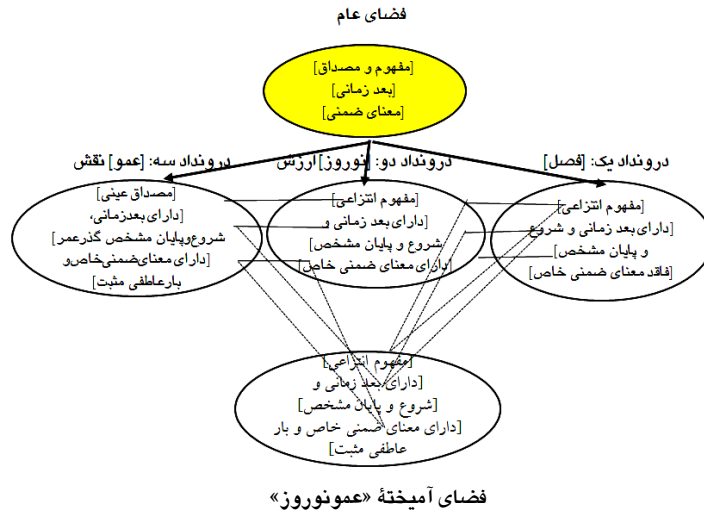 فضای عام
[مفهوم و مصداق]
[بعد زمانی]
[معنای ضمنی]
درونداد یک: [فصل]
درونداد دو: [نوروز] ارزش
درونداد سه: [عمو] نقش
[مفهوم انتزاعی]
[دارای بعد زمانی و شروع
و پایان مشخص]
[فاقد معنای ضمنی خاص]
[مفهوم انتزاعی]
[دارای بعد زمانی و
شروع و پایان مشخص]
[دارای معنای ضمنی خاص]
[مصداق عینی]
[دارای بعدزمانی،
شروع‌وپایان مشخص گذرعمر]
[دارای معنای‌ضمنی‌خاص‌و
بارعاطفی مثبت]
[مفهوم انتزاعی]
[دارای بعد زمانی و
شروع و پایان مشخص]
[دارای معنای ضمنی خاص و بار
عاطفی مثبت]
فضای آمیختهٔ «عمونوروز»